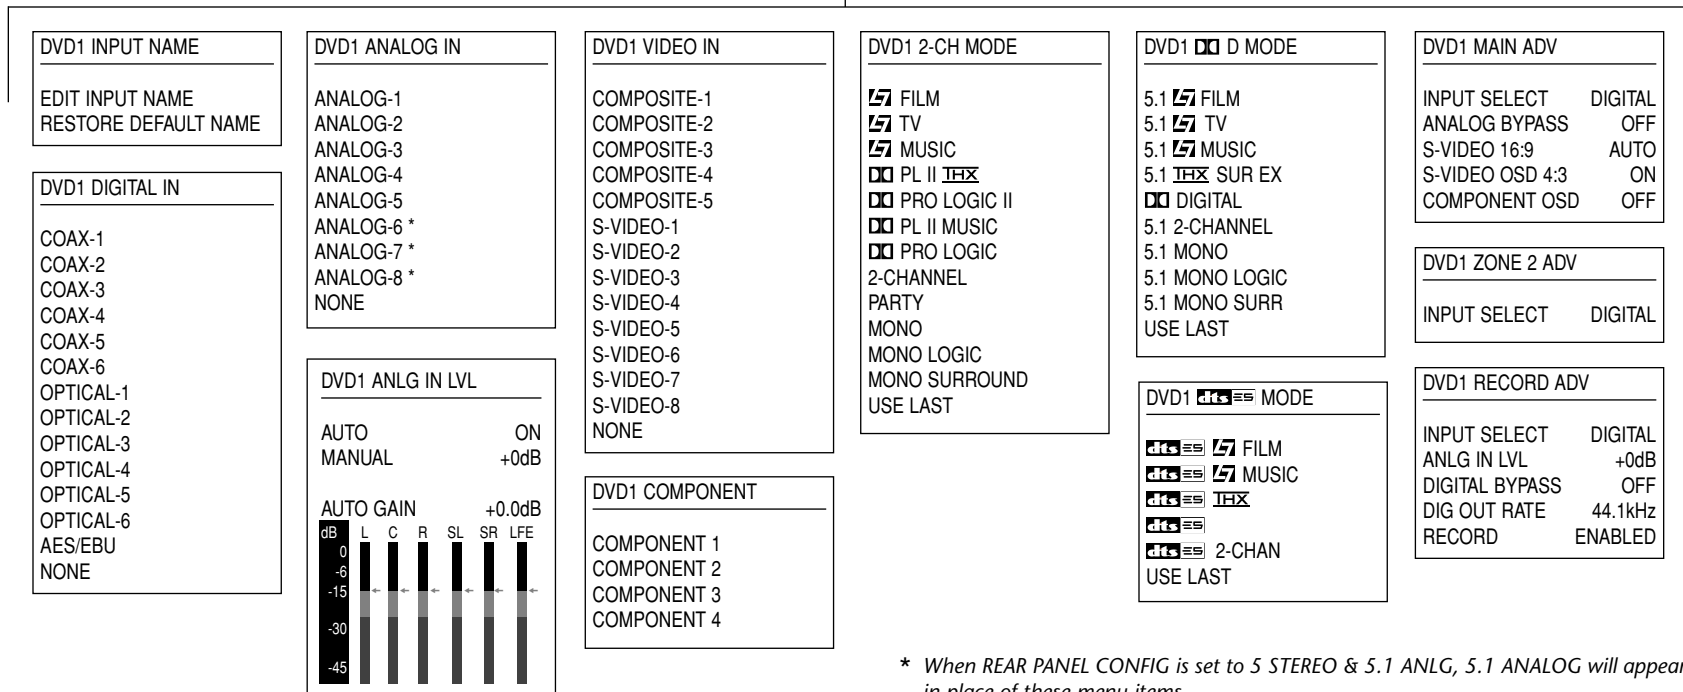 DVD1 INPUT NAME
EDIT INPUT NAME
RESTORE DEFAULT NAME
DVD1 DIGITAL IN
COAX-1
COAX-2
COAX-3
COAX-4
COAX-5
COAX-6
OPTICAL-1
OPTICAL-2
OPTICAL-3
OPTICAL-4
OPTICAL-5
OPTICAL-6
AES/EBU
NONE
DVD1 ANALOG IN
ANALOG-1
ANALOG-2
ANALOG-3
ANALOG-4
ANALOG-5
ANALOG-6 *
ANALOG-7 *
ANALOG-8 *
NONE
DVD1 ANLG IN LVL
AUTO ON
MANUAL +0dB
AUTO GAIN +0.0dB
dB L C R SL SR LFE
0
-6
-15
-30
-45
DVD1 VIDEO IN
COMPOSITE-1
COMPOSITE-2
COMPOSITE-3
COMPOSITE-4
COMPOSITE-5
S-VIDEO-1
S-VIDEO-2
S-VIDEO-3
S-VIDEO-4
S-VIDEO-5
S-VIDEO-6
S-VIDEO-7
S-VIDEO-8
NONE
DVD1 COMPONENT
COMPONENT 1
COMPONENT 2
COMPONENT 3
COMPONENT 4
DVD1 2-CH MODE
L7 FILM
L7 TV
L7 MUSIC
PL II THX
PRO LOGIC II
PL II MUSIC
PRO LOGIC
2-CHANNEL
PARTY
MONO
MONO LOGIC
MONO SURROUND
USE LAST
DVD1 D MODE
5.1 L7 FILM
5.1 L7 TV
5.1 L7 MUSIC
5.1 THX SUR EX
DIGITAL
5.1 2-CHANNEL
5.1 MONO
5.1 MONO LOGIC
5.1 MONO SURR
USE LAST
DVD1 dts ES MODE
dts ES L7 FILM
dts ES L7 MUSIC
dts ES THX
dts ES
dts ES 2-CHAN
USE LAST
DVD1 MAIN ADV
INPUT SELECT DIGITAL
ANALOG BYPASS OFF
S-VIDEO 16:9 AUTO
S-VIDEO OSD 4:3 ON
COMPONENT OSD OFF
DVD1 ZONE 2 ADV
INPUT SELECT DIGITAL
DVD1 RECORD ADV
INPUT SELECT DIGITAL
ANLG IN LVL +0dB
DIGITAL BYPASS OFF
DIG OUT RATE 44.1kHz
RECORD ENABLED
* When REAR PANEL CONFIG is set to 5 STEREO & 5.1 ANLG, 5.1 ANALOG will appear
in place of these menu items